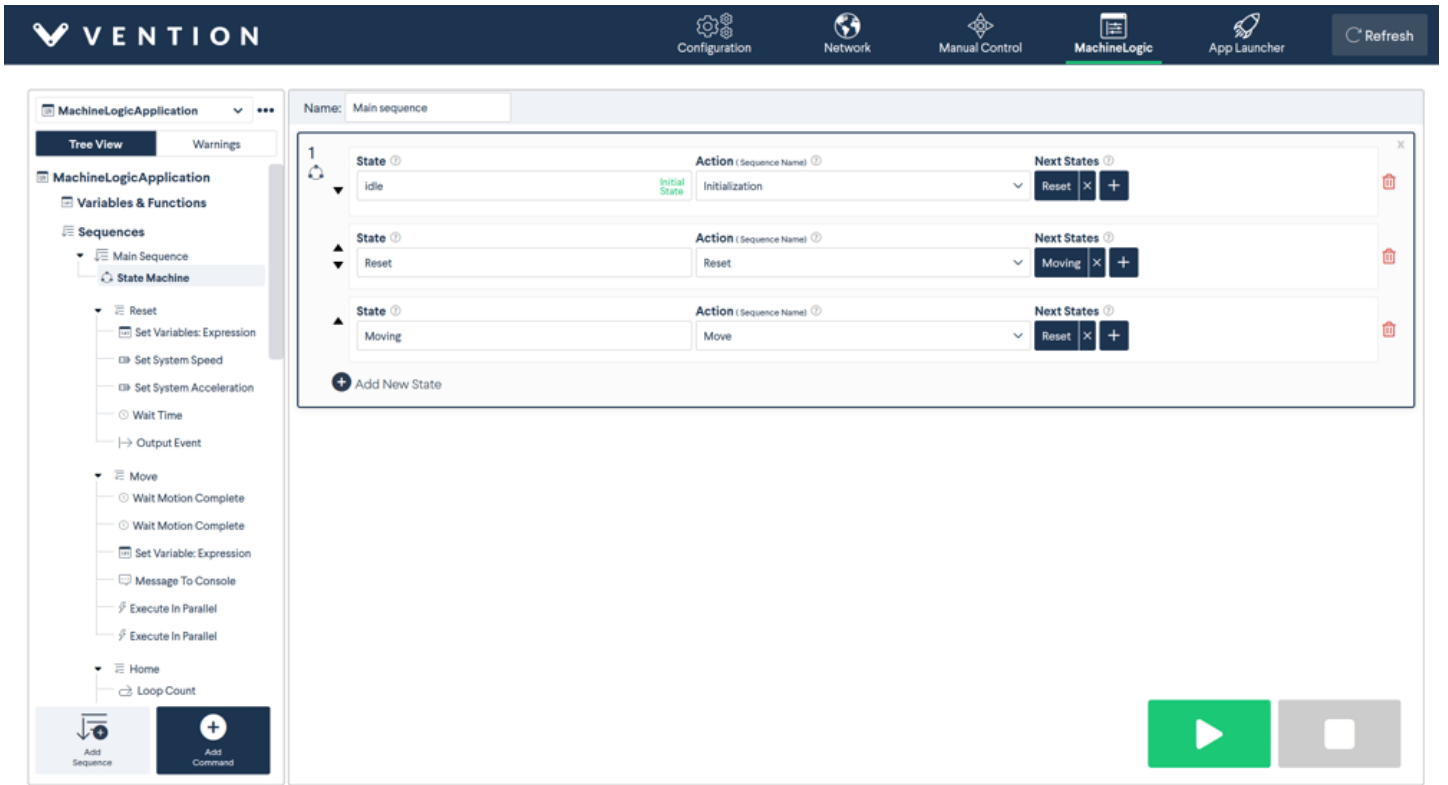 VENTION
Configuration
Network
Manual Control
MachineLogic
App Launcher
Refresh
MachineLogicApplication
Tree View
Warnings
MachineLogicApplication
Variables & Functions
Sequences
Main Sequence
State Machine
Reset
Set Variables: Expression
Set System Speed
Set System Acceleration
Wait Time
Output Event
Move
Wait Motion Complete
Wait Motion Complete
Set Variable: Expression
Message To Console
Execute In Parallel
Execute In Parallel
Home
Loop Count
Add
Sequence
Add
Command
Name: Main sequence
1
x
State ? Action (Sequence Name) ? Next States ?
idle Initial State Initialization Reset × +
State ? Action (Sequence Name) ? Next States ?
Reset Reset Moving × +
State ? Action (Sequence Name) ? Next States ?
Moving Move Reset × +
Add New State